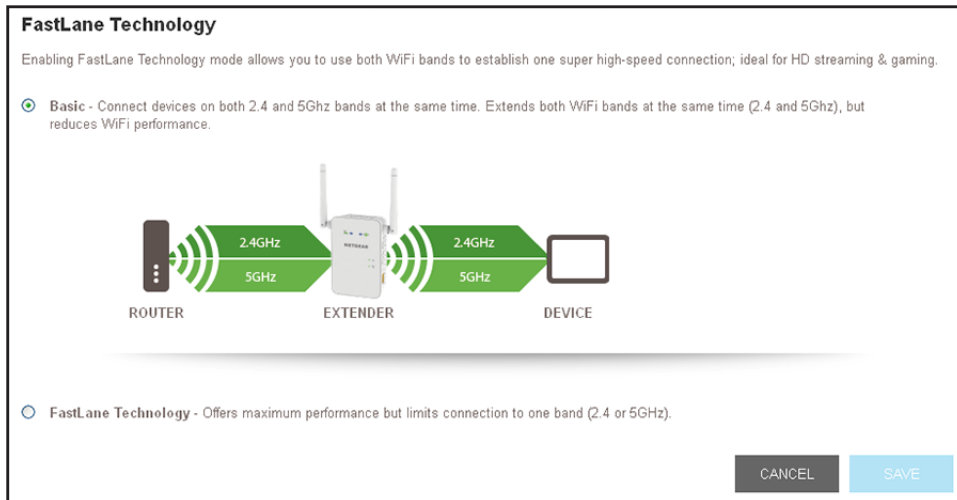 FastLane Technology
Enabling FastLane Technology mode allows you to use both WiFi bands to establish one super high-speed connection; ideal for HD streaming & gaming.
Basic - Connect devices on both 2.4 and 5Ghz bands at the same time. Extends both WiFi bands at the same time (2.4 and 5Ghz), but
reduces WiFi performance.
2.4GHz
2.4GHz
NETGEAR
5GHz
5GHz
ROUTER
EXTENDER
DEVICE
FastLane Technology - Offers maximum performance but limits connection to one band (2.4 or 5GHz).
CANCEL
SAVE